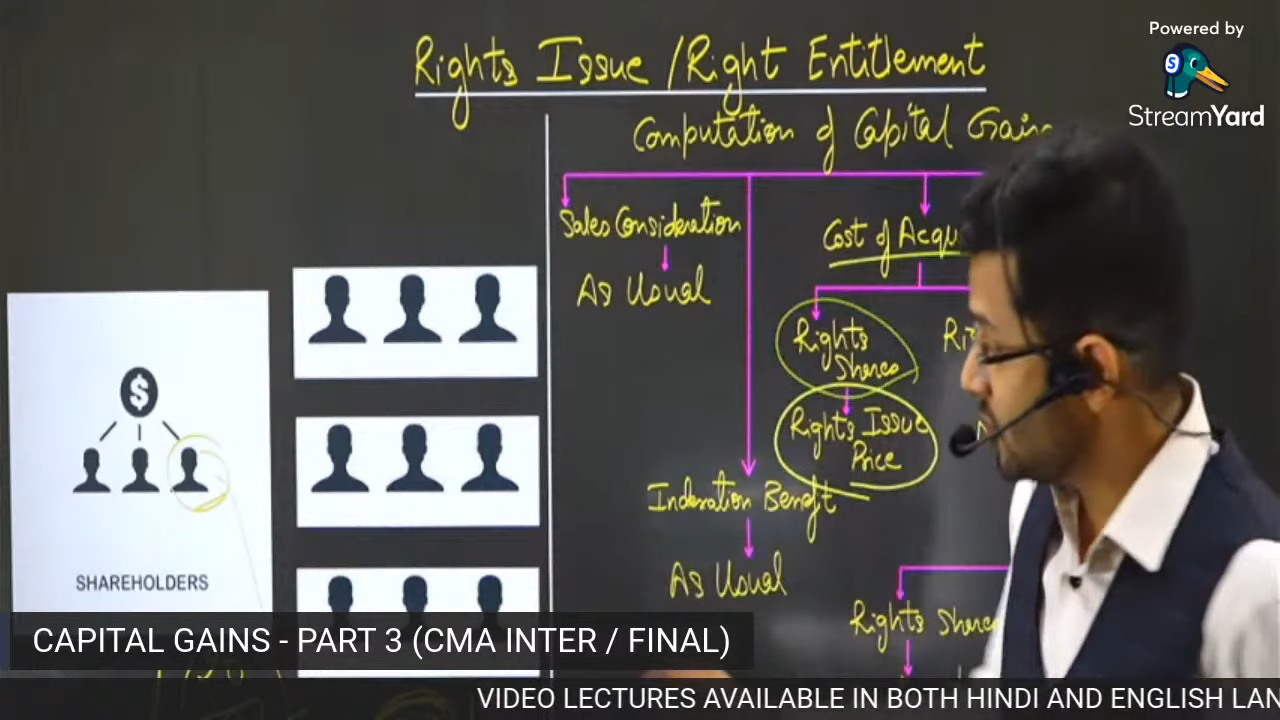 Powered by
StreamYard
Rights Issue / Right Entitlement
Computation of Capital Gains
Sales Consideration
As Usual
Cost of Acqu
Rights
Shares
Rights Issue
Price
Indexation Benefit
As Usual
Rights Shares
SHAREHOLDERS
CAPITAL GAINS - PART 3 (CMA INTER / FINAL)
VIDEO LECTURES AVAILABLE IN BOTH HINDI AND ENGLISH LAN